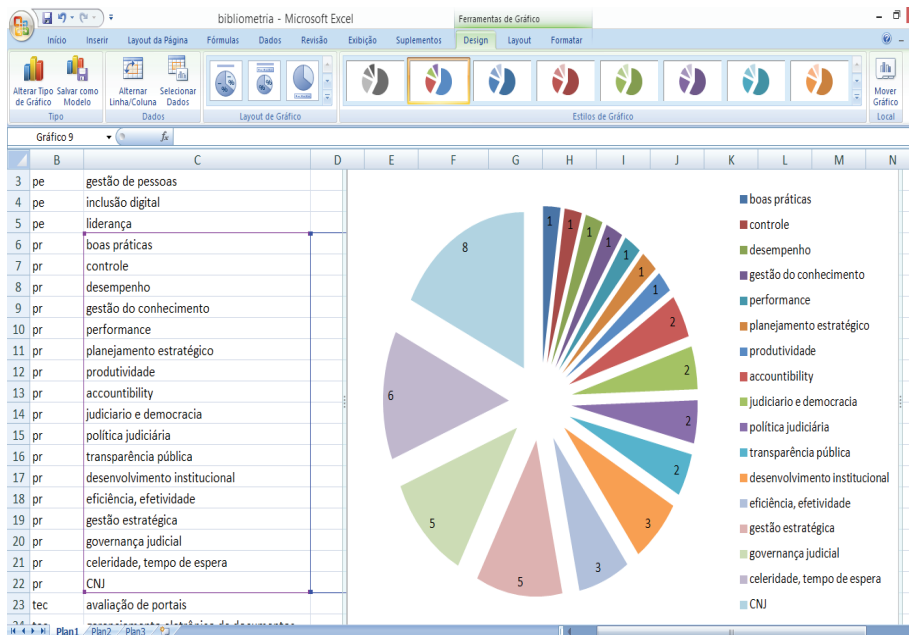 bibliometria - Microsoft Excel
Ferramentas de Gráfico
Início Inserir Layout da Página Fórmulas Dados Revisão Exibição Suplementos Design Layout Formatar
Alterar Tipo de Gráfico
Salvar como Modelo
Alternar Linha/Coluna
Selecionar Dados
Mover Gráfico
Tipo Dados Layout de Gráfico Estilos de Gráfico Local
Gráfico 9 fx
B C D E F G H I J K L M N
3 pe gestão de pessoas
4 pe inclusão digital
5 pe liderança
6 pr boas práticas
7 pr controle
8 pr desempenho
9 pr gestão do conhecimento
10 pr performance
11 pr planejamento estratégico
12 pr produtividade
13 pr accountibility
14 pr judiciario e democracia
15 pr política judiciária
16 pr transparência pública
17 pr desenvolvimento institucional
18 pr eficiência, efetividade
19 pr gestão estratégica
20 pr governança judicial
21 pr celeridade, tempo de espera
22 pr CNJ
23 tec avaliação de portais
24 tec gerenciamento eletrônico de documentos
1
1
1
1
1
1
1
2
2
2
2
3
3
5
5
6
8
boas práticas
controle
desempenho
gestão do conhecimento
performance
planejamento estratégico
produtividade
accountibility
judiciario e democracia
política judiciária
transparência pública
desenvolvimento institucional
eficiência, efetividade
gestão estratégica
governança judicial
celeridade, tempo de espera
CNJ
Plan1 Plan2 Plan3